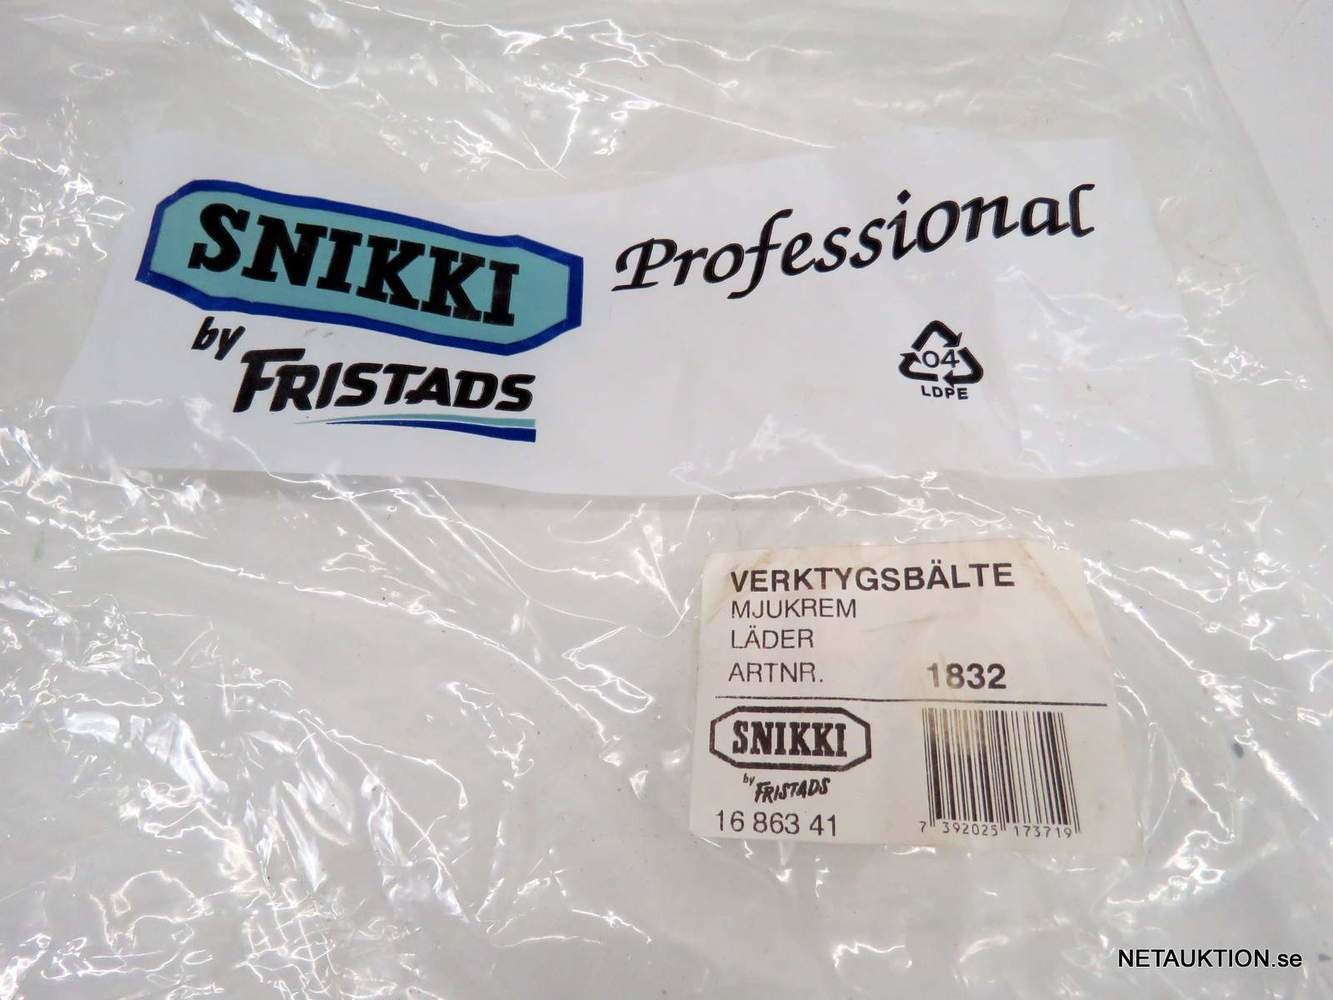 SNIKKI
by
FRISTADS
Professional
04
LDPE
VERKTYGSBÄLTE
MJUKREM
LÄDER
ARTNR. 1832
SNIKKI
by
FRISTADS
16 863 41
7 392025 173719
NETAUKTION.se